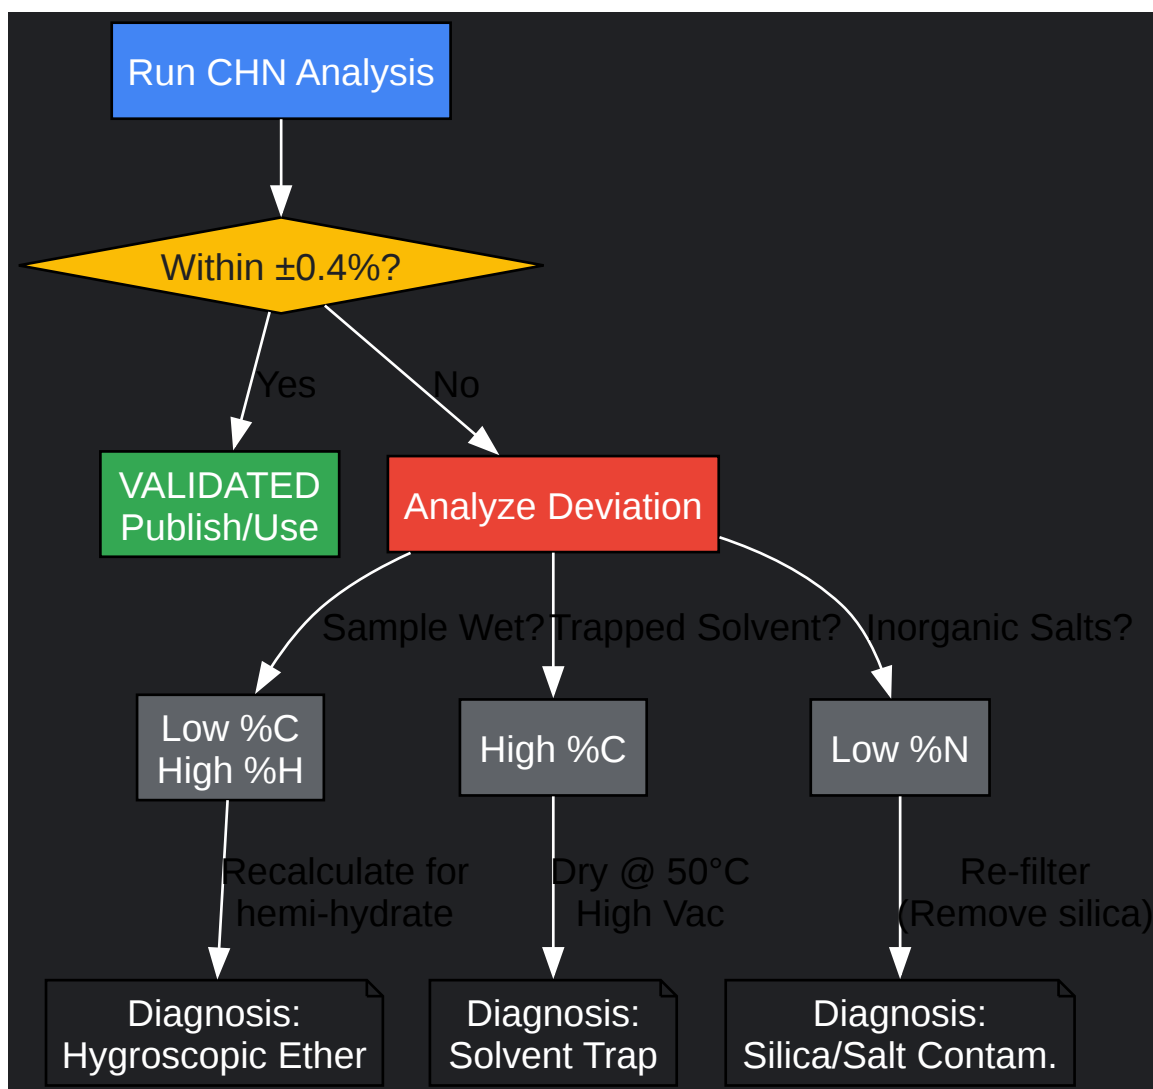 Run CHN Analysis
Within ±0.4%?
Yes
No
VALIDATED
Publish/Use
Analyze Deviation
Sample Wet?
Trapped Solvent?
Inorganic Salts?
Low %C
High %H
High %C
Low %N
Recalculate for
hemi-hydrate
Dry @ 50°C
High Vac
Re-filter
(Remove silica)
Diagnosis:
Hygroscopic Ether
Diagnosis:
Solvent Trap
Diagnosis:
Silica/Salt Contam.